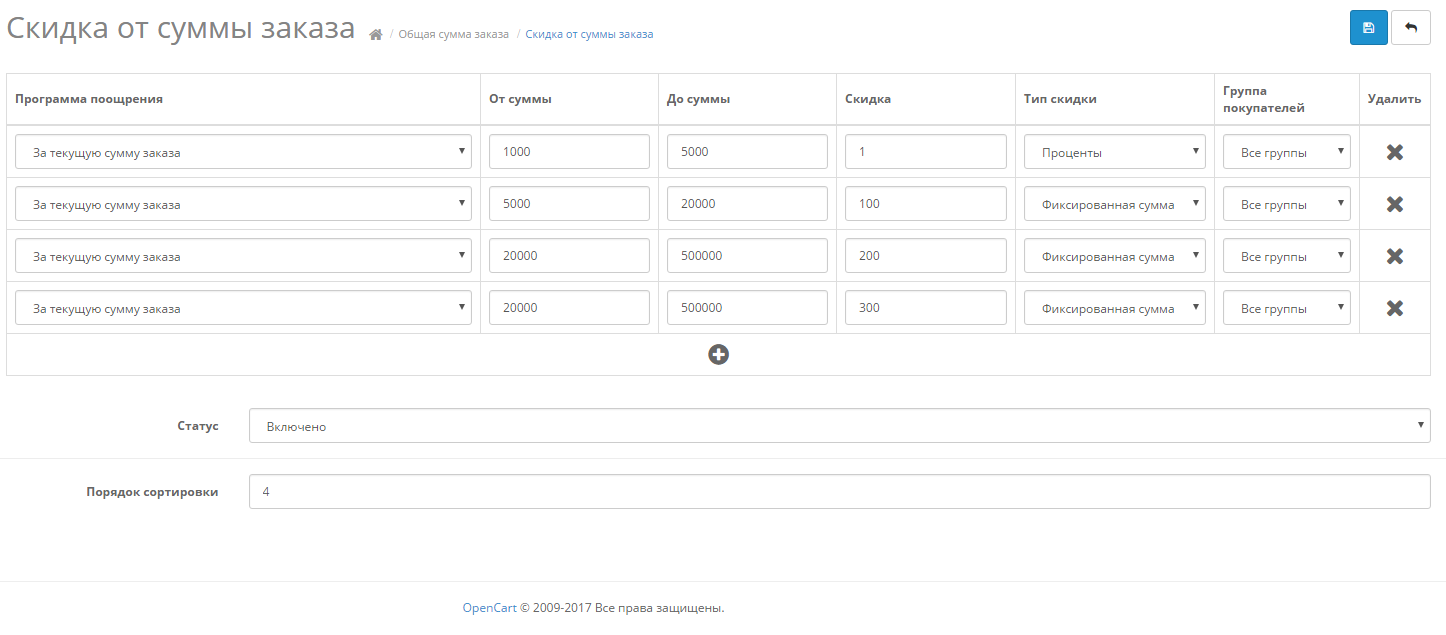 Скидка от суммы заказа / Общая сумма заказа / Скидка от суммы заказа
Программа поощрения От суммы До суммы Скидка Тип скидки Группа покупателей Удалить
За текущую сумму заказа 1000 5000 1 Проценты Все группы
За текущую сумму заказа 5000 20000 100 Фиксированная сумма Все группы
За текущую сумму заказа 20000 500000 200 Фиксированная сумма Все группы
За текущую сумму заказа 20000 500000 300 Фиксированная сумма Все группы
Статус Включено
Порядок сортировки 4
OpenCart © 2009-2017 Все права защищены.